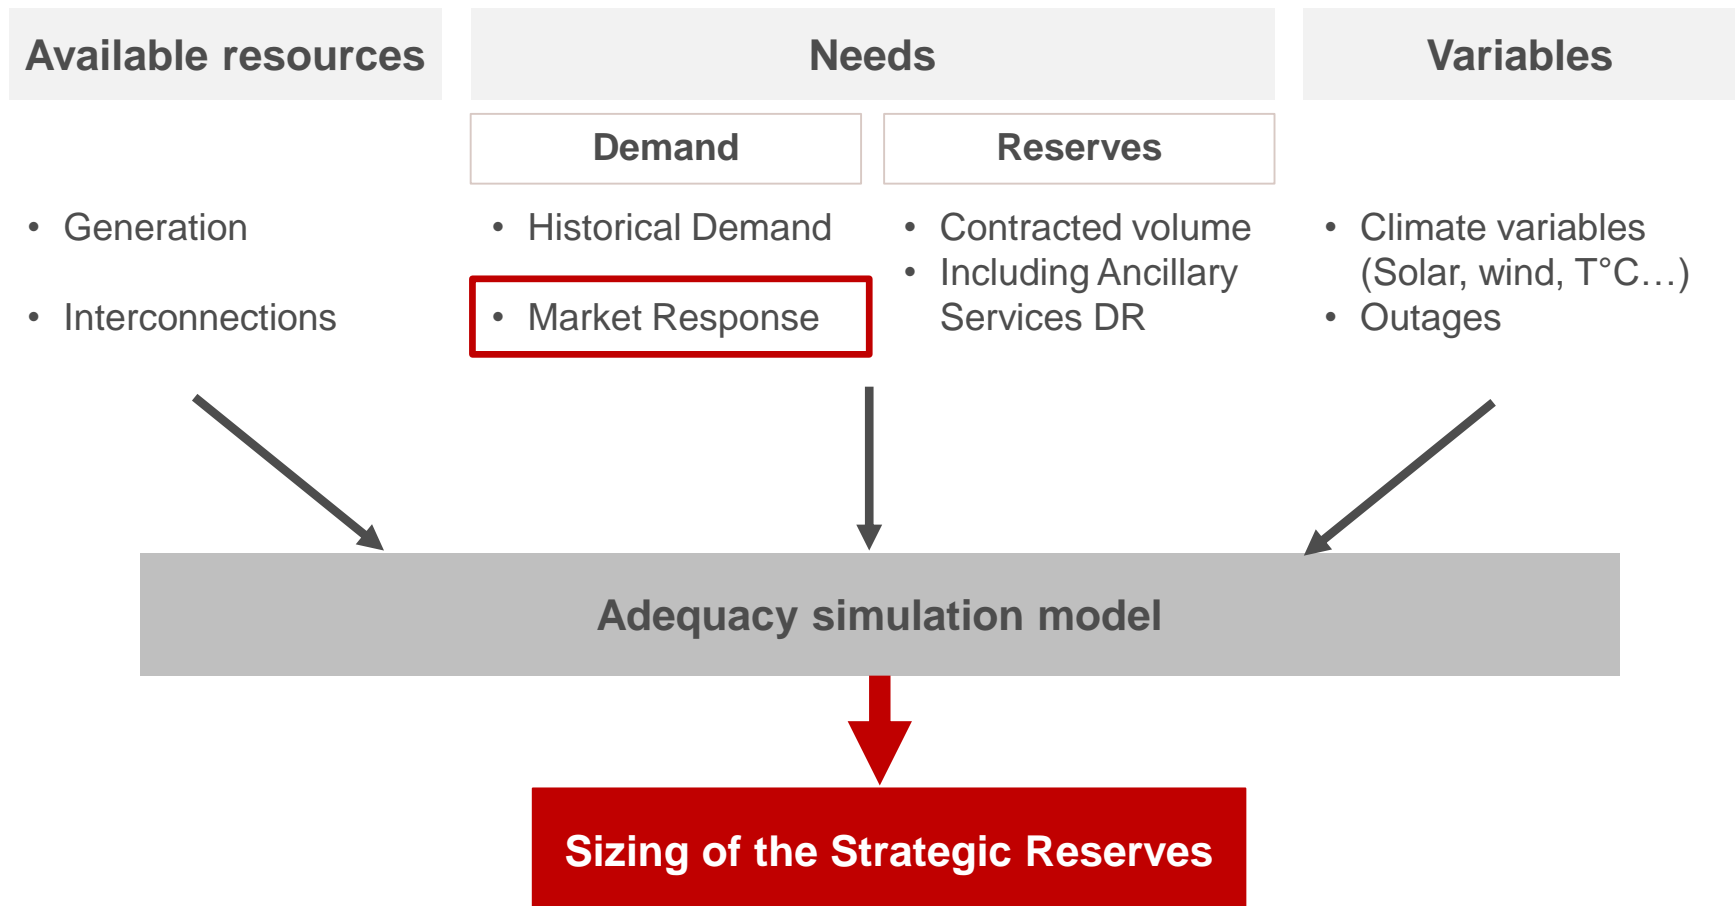 Available resources
Needs
Variables
Demand
Reserves
• Generation
• Interconnections
• Historical Demand
• Market Response
• Contracted volume
• Including Ancillary
Services DR
• Climate variables
(Solar, wind, T°C…)
• Outages
Adequacy simulation model
Sizing of the Strategic Reserves